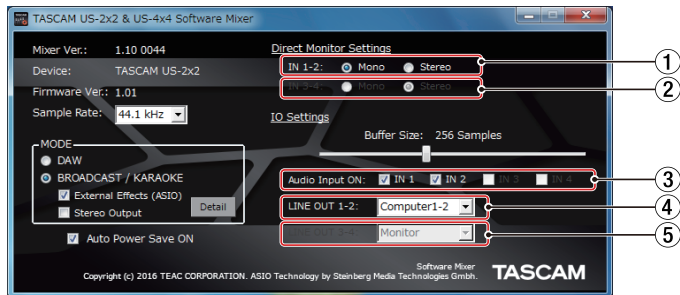 TASCAM US-2x2 & US-4x4 Software Mixer
Mixer Ver.: 1.10 0044
Device: TASCAM US-2x2
Firmware Ver.: 1.01
Sample Rate: 44.1 kHz
MODE
DAW
BROADCAST / KARAOKE
External Effects (ASIO)
Stereo Output
Detail
Auto Power Save ON
Direct Monitor Settings
IN 1-2: Mono Stereo
1
IN 3-4: Mono Stereo
2
IO Settings
Buffer Size: 256 Samples
Audio Input ON: IN 1 IN 2 IN 3 IN 4
3
LINE OUT 1-2: Computer1-2
4
LINE OUT 3-4: Monitor
5
Software Mixer
Copyright (c) 2016 TEAC CORPORATION. ASIO Technology by Steinberg Media Technologies Gmbh.
TASCAM